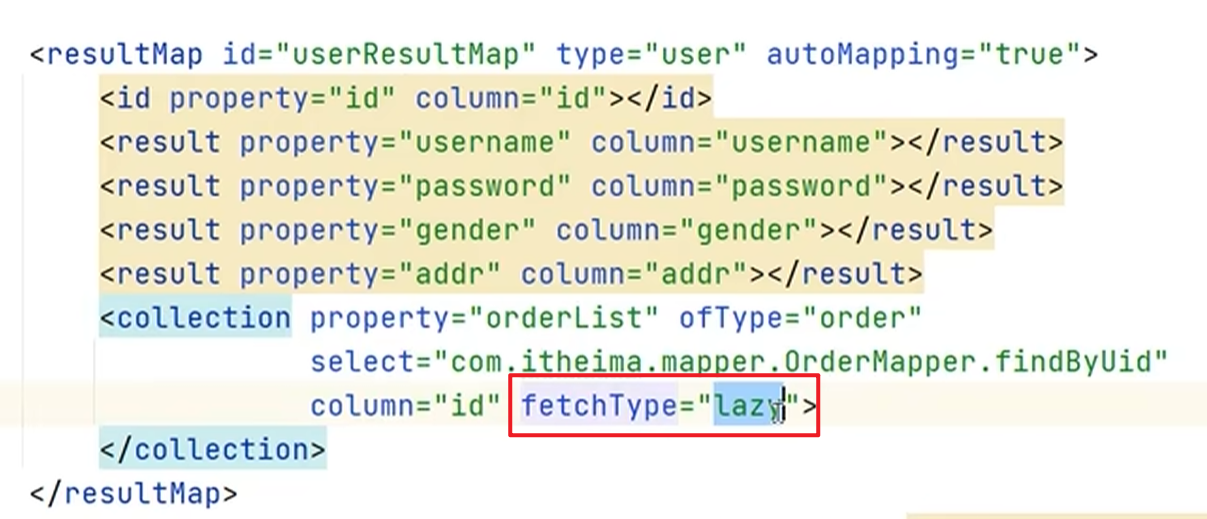 <resultMap id="userResultMap" type="user" autoMapping="true">
<id property="id" column="id"></id>
<result property="username" column="username"></result>
<result property="password" column="password"></result>
<result property="gender" column="gender"></result>
<result property="addr" column="addr"></result>
<collection property="orderList" ofType="order"
select="com.itheima.mapper.OrderMapper.findByUid"
column="id" fetchType="lazy">
</collection>
</resultMap>